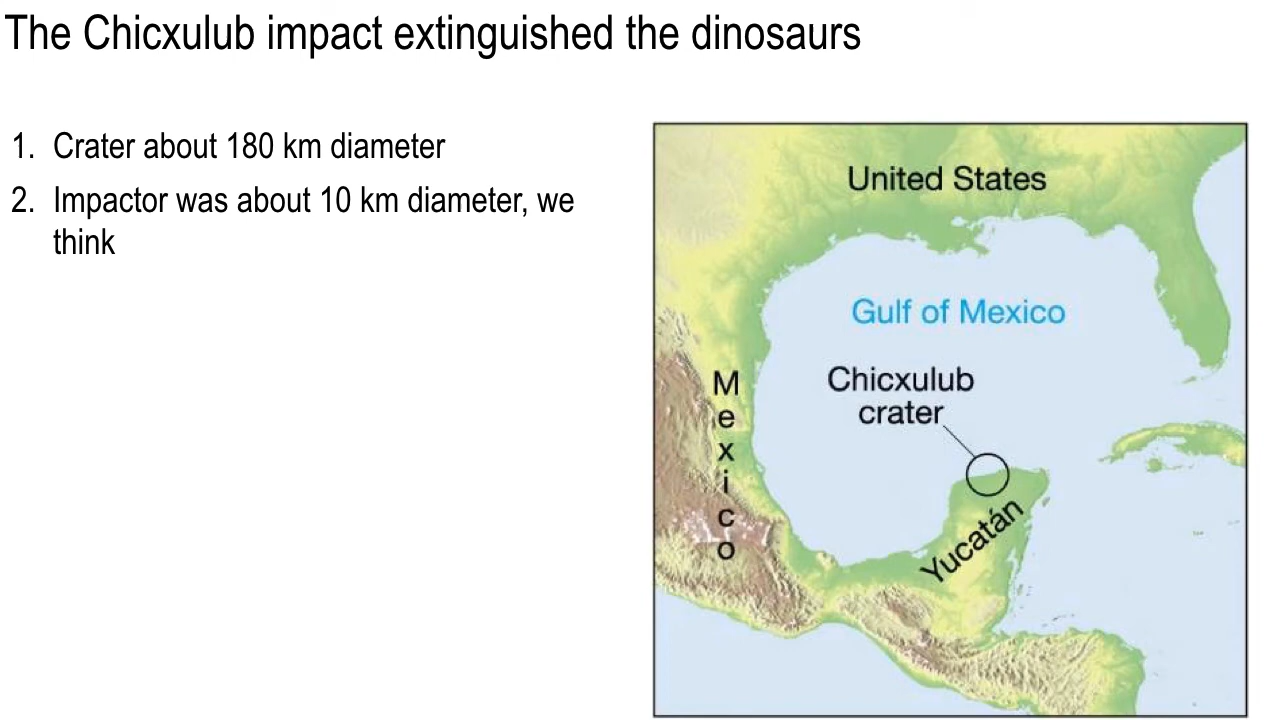 The Chicxulub impact extinguished the dinosaurs
1. Crater about 180 km diameter
2. Impactor was about 10 km diameter, we
think
United States
Gulf of Mexico
Chicxulub
crater
Mexico
Yucatán